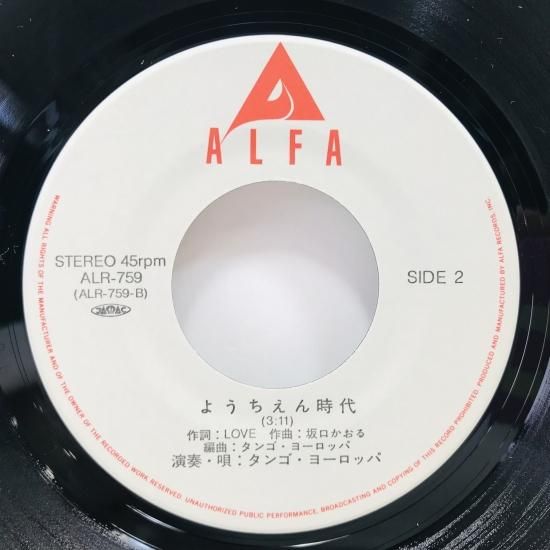 ALFA
STEREO 45rpm
ALR-759
(ALR-759-B)
JASRAC
SIDE 2
ようちえん時代
(3:11)
作詞:LOVE 作曲:坂口かおる
編曲:タンゴ・ヨーロッパ
演奏・唄:タンゴ・ヨーロッパ
WARNING ALL RIGHTS OF THE MANUFACTURER AND OF THE OWNER OF THE RECORDED WORK RESERVED. UNAUTHORIZED PUBLIC PERFORMANCE, BROADCASTING AND COPYING OF THIS RECORD PROHIBITED. PRODUCED AND MANUFACTURED BY ALFA RECORDS, INC.